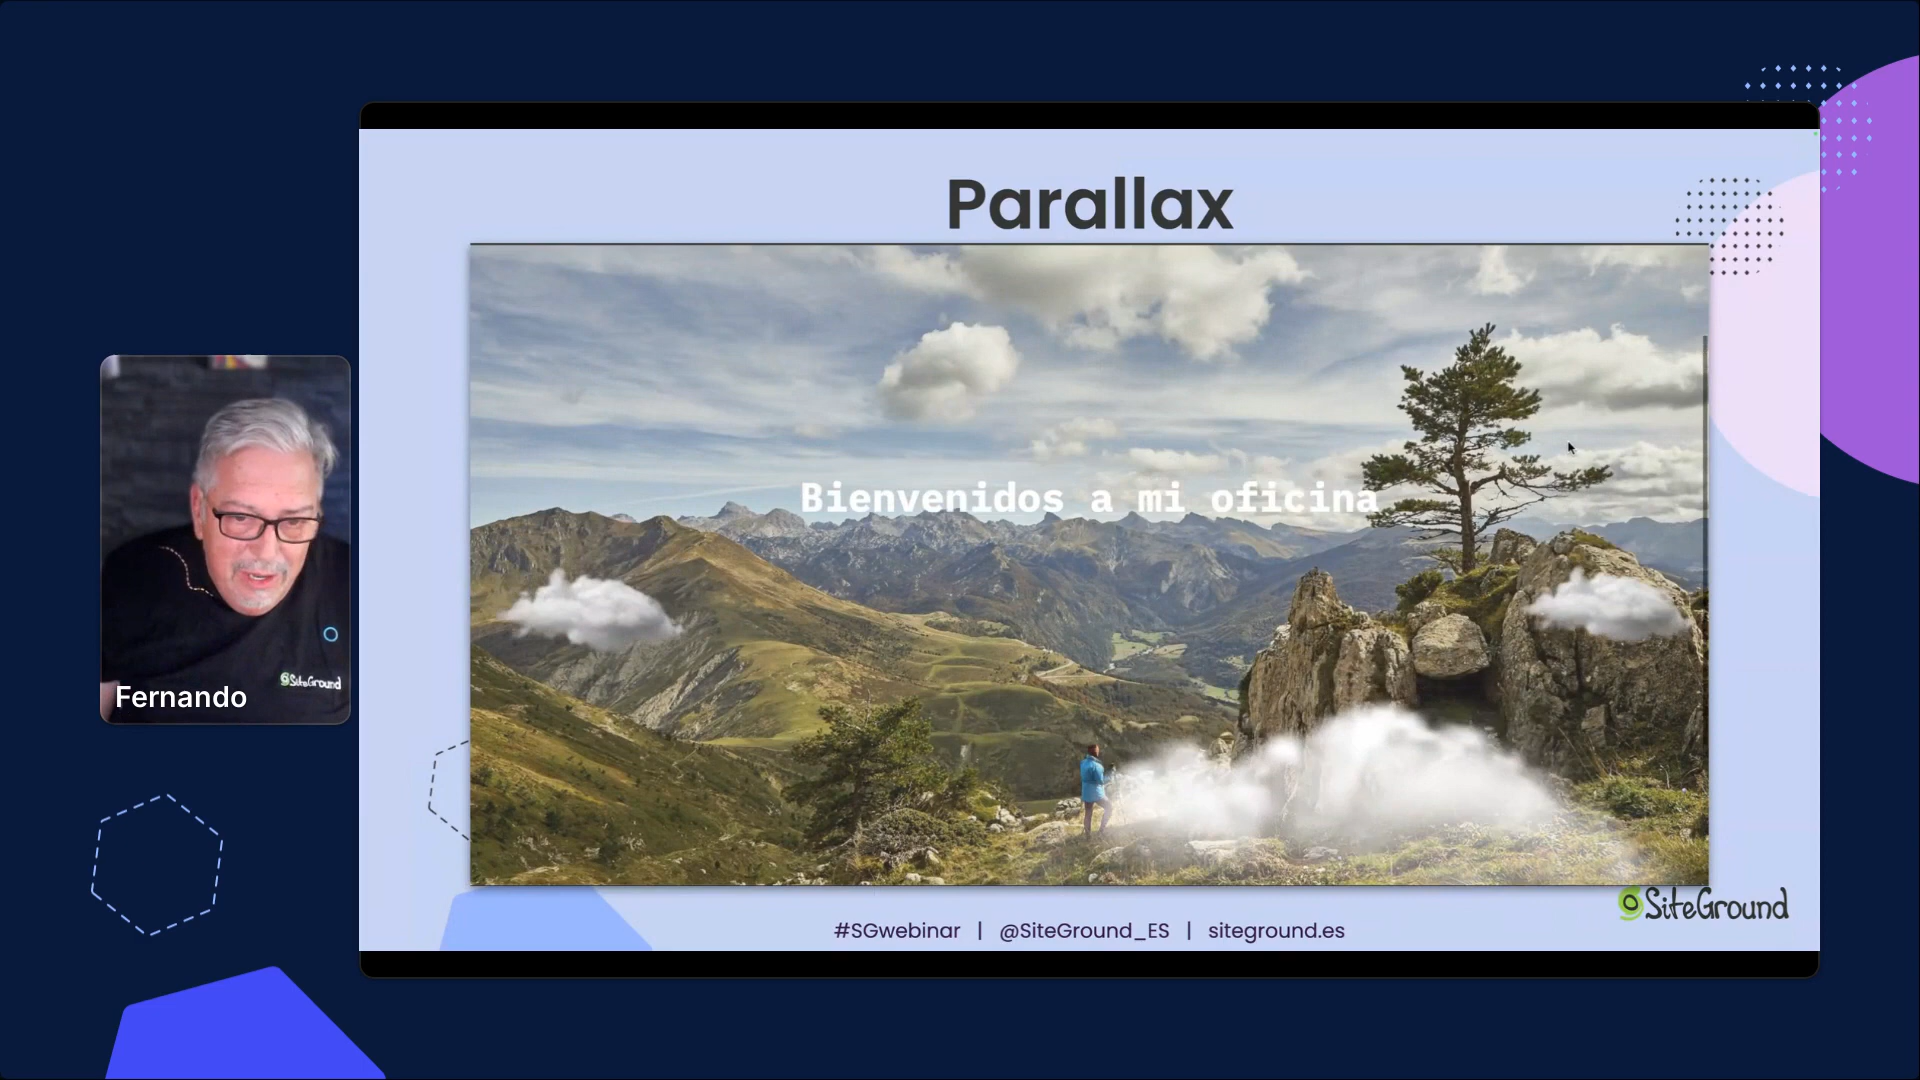 Parallax
Bienvenidos a mi oficina
SiteGround
Fernando
SiteGround
#SGwebinar | @SiteGround_ES | siteground.es